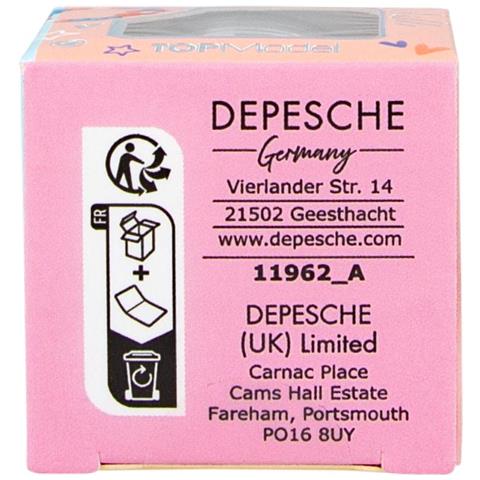 TOPModel
DEPESCHE
Germany
Vierlander Str. 14
21502 Geesthacht
www.depesche.com
11962_A
DEPESCHE
(UK) Limited
Carnac Place
Cams Hall Estate
Fareham, Portsmouth
PO16 8UY
FR
+